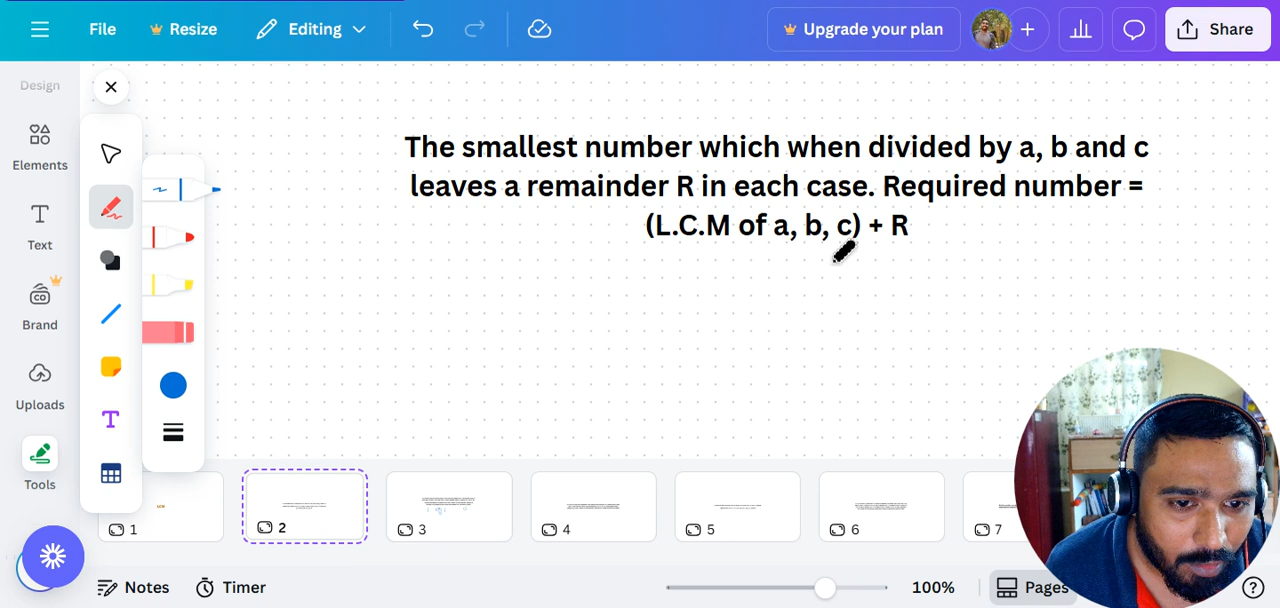 File
Resize
Editing
Upgrade your plan
Share
Design
Elements
Text
Brand
Uploads
Tools
The smallest number which when divided by a, b and c
leaves a remainder R in each case. Required number =
(L.C.M of a, b, c) + R
1
2
3
4
5
6
7
Notes
Timer
100%
Pages